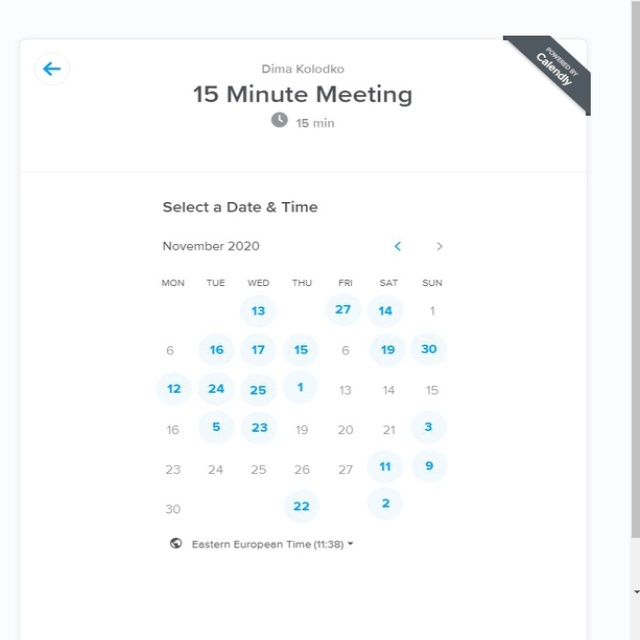 POWERED BY
Calendly
Dima Kolodko
15 Minute Meeting
15 min
Select a Date & Time
November 2020 < >
MON TUE WED THU FRI SAT SUN
13 27 14 1
6 16 17 15 6 19 30
12 24 25 1 13 14 15
16 5 23 19 20 21 3
23 24 25 26 27 11 9
30 22 2
Eastern European Time (11:38)